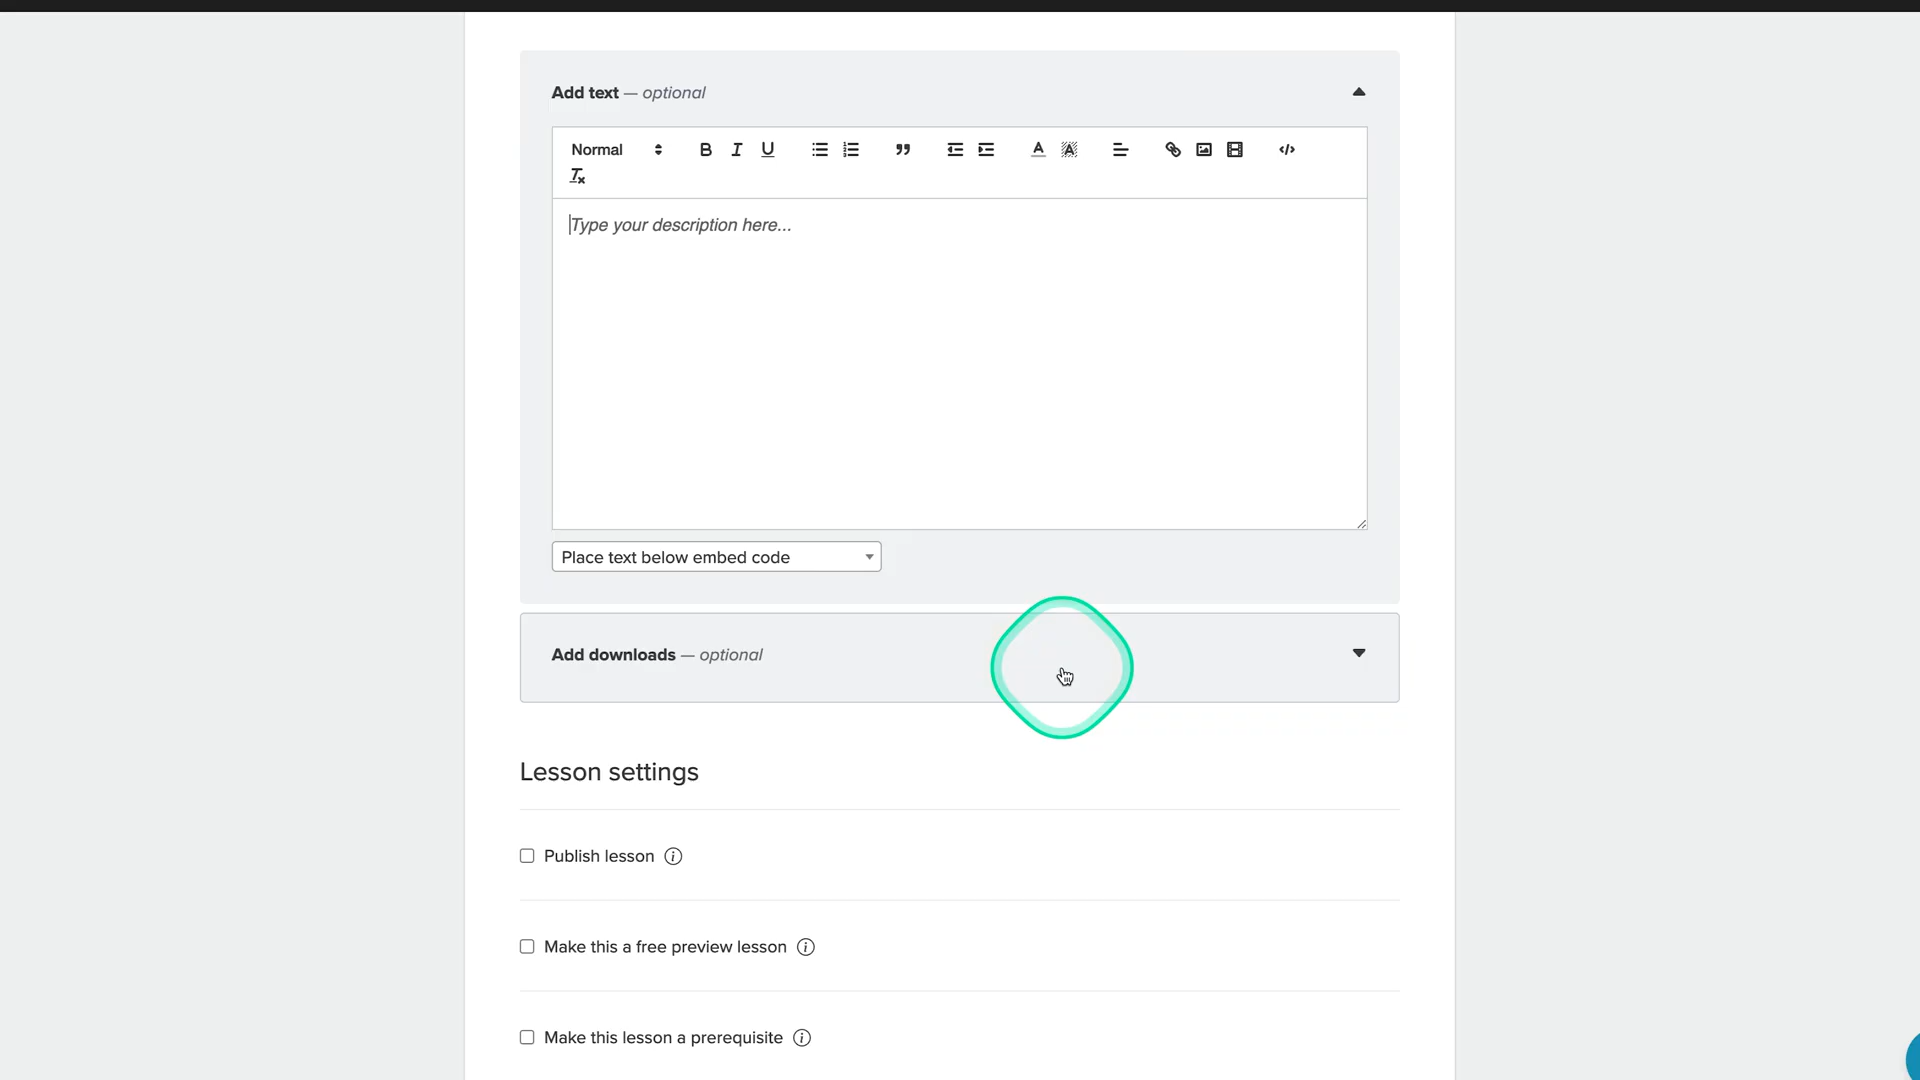 Add text — optional
Normal
Type your description here...
Place text below embed code
Add downloads — optional
Lesson settings
Publish lesson
Make this a free preview lesson
Make this lesson a prerequisite